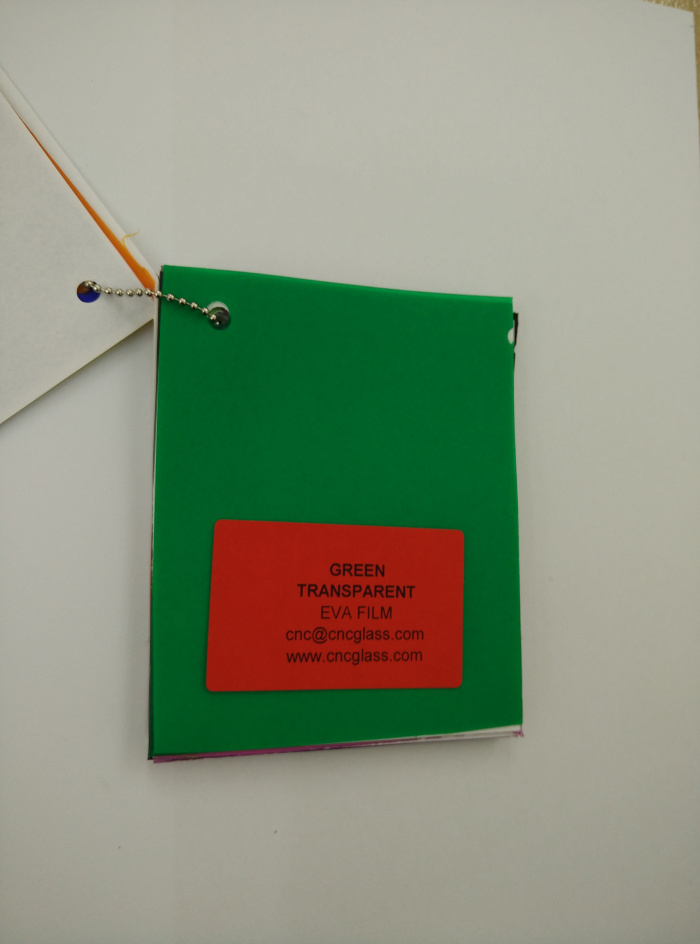 GREEN
TRANSPARENT
EVA FILM
cnc@cncglass.com
www.cncglass.com